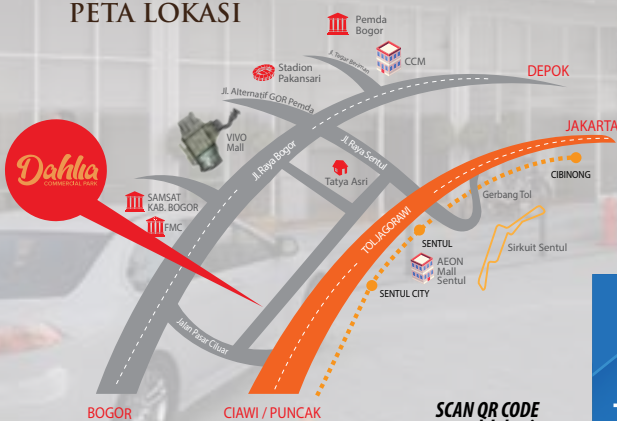 PETA LOKASI
Pemda
Bogor
Jl. Tegar Beriman
CCM
Stadion
Pakansari
DEPOK
Jl. Alternatif GOR Pemda
JAKARTA
VIVO
Mall
Jl. Raya Bogor
Jl. Raya Sentul
Dahlia
COMMERCIAL PARK
Tatya Asri
CIBINONG
SAMSAT
KAB. BOGOR
FMC
Gerbang Tol
TOL JAGORAWI
SENTUL
Sirkuit Sentul
AEON
Mall
Sentul
SENTUL CITY
Jalan Pasar Ciluar
BOGOR
CIAWI / PUNCAK
SCAN QR CODE